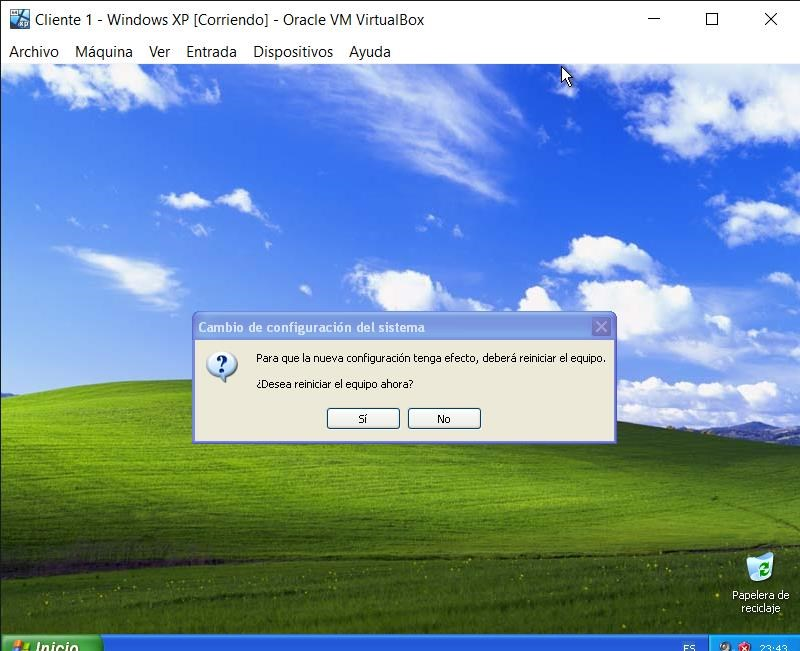 Cliente 1 - Windows XP [Corriendo] - Oracle VM VirtualBox
Archivo Máquina Ver Entrada Dispositivos Ayuda
Cambio de configuración del sistema
Para que la nueva configuración tenga efecto, deberá reiniciar el equipo.
¿Desea reiniciar el equipo ahora?
Sí No
Papelera de
reciclaje
Inicio ES 23:43